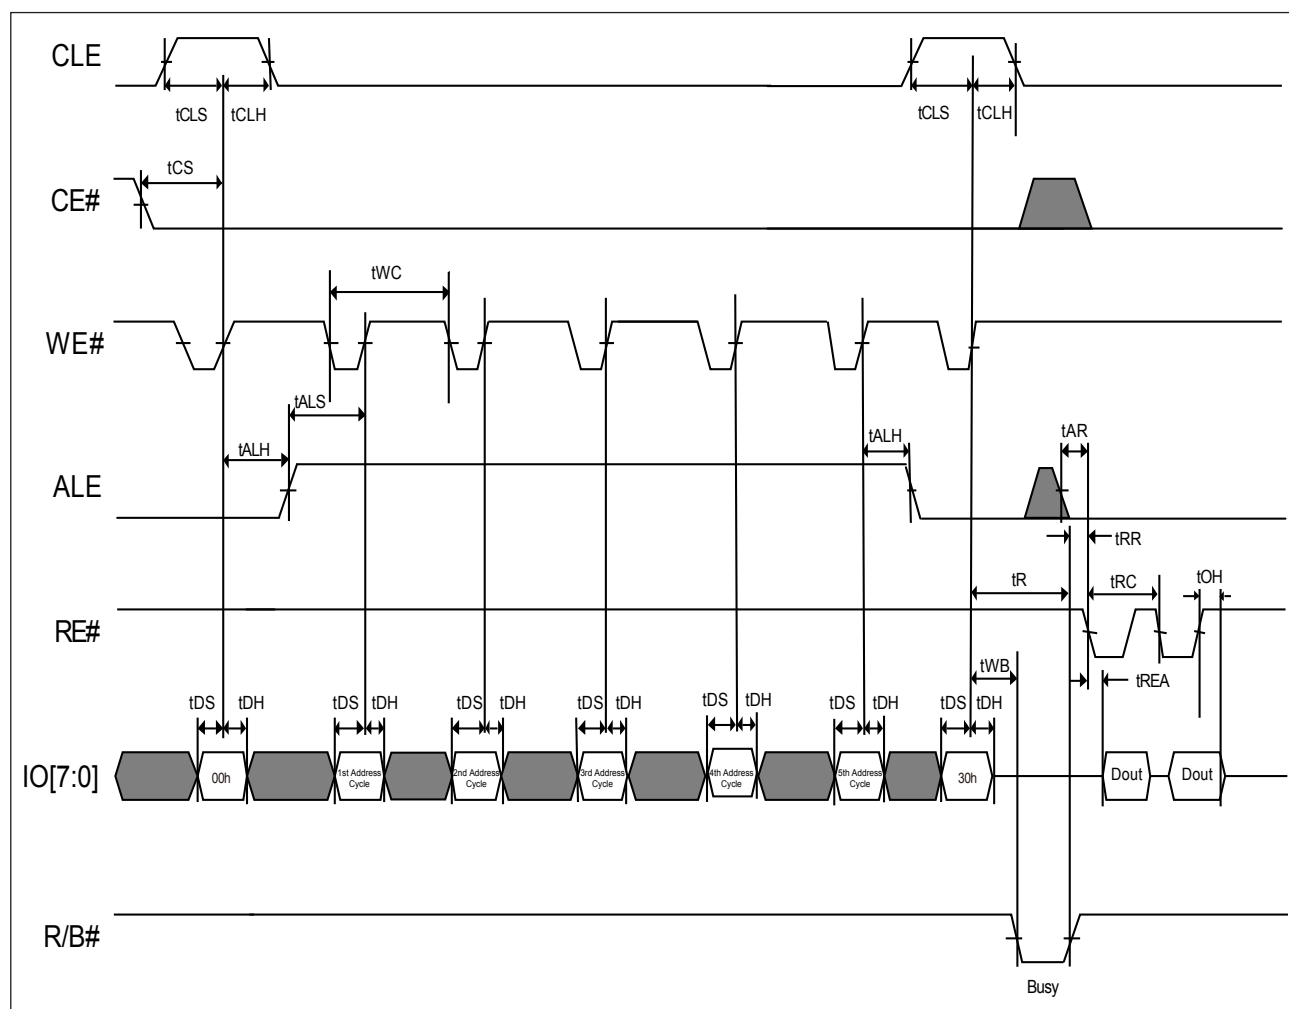 CLE
tCLS tCLH
tCLS tCLH
CE#
tCS
WE#
tWC
ALE
tALH
tALS
tALH
tAR
tRR
RE#
tR
tRC
tOH
tWB
tREA
tDS tDH
tDS tDH
tDS tDH
tDS tDH
tDS tDH
tDS tDH
tDS tDH
IO[7:0]
00h
1st Address
Cycle
2nd Address
Cycle
3rd Address
Cycle
4th Address
Cycle
5th Address
Cycle
30h
Dout
Dout
R/B#
Busy